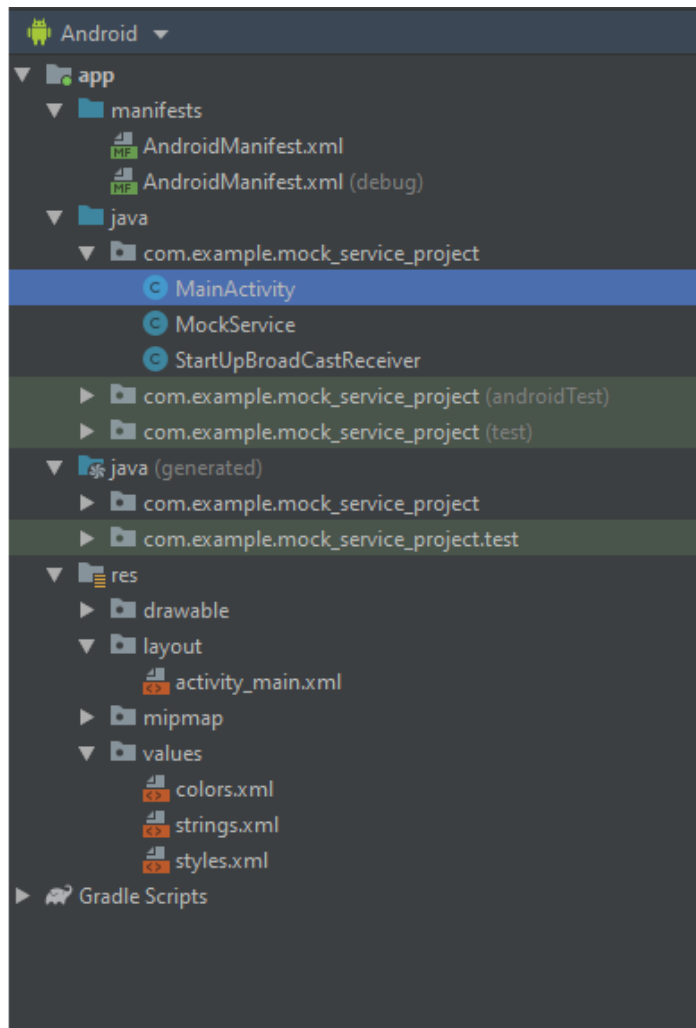 Android
app
manifests
MF AndroidManifest.xml
MF AndroidManifest.xml (debug)
java
com.example.mock_service_project
C MainActivity
C MockService
C StartUpBroadCastReceiver
com.example.mock_service_project (androidTest)
com.example.mock_service_project (test)
java (generated)
com.example.mock_service_project
com.example.mock_service_project.test
res
drawable
layout
<> activity_main.xml
mipmap
values
<> colors.xml
<> strings.xml
<> styles.xml
Gradle Scripts